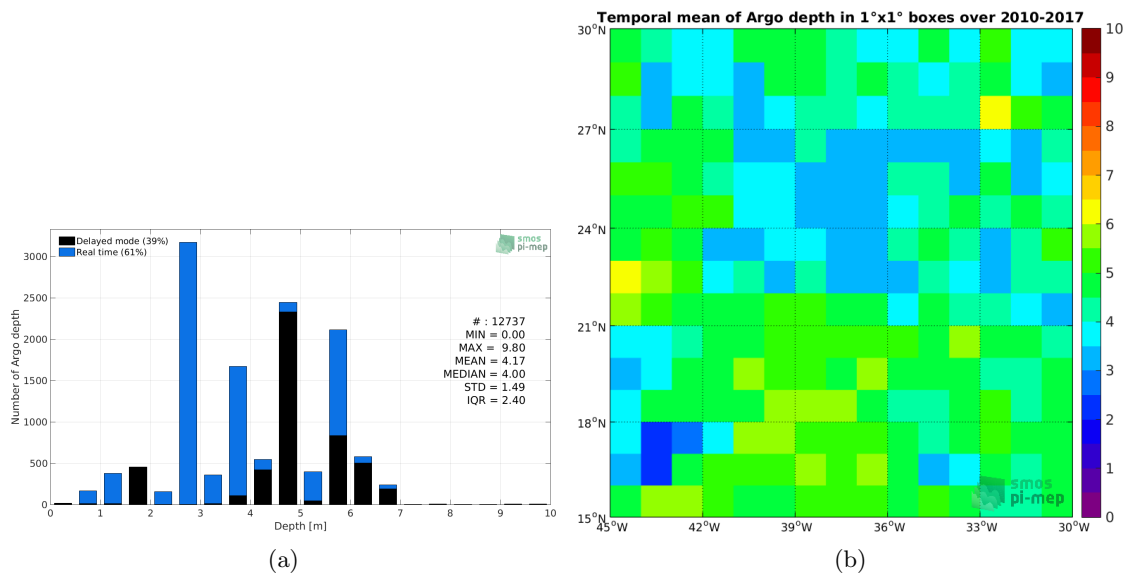 Delayed mode (39%)
Real time (61%)
smos
pi-mep
Number of Argo depth
3000
2500
2000
1500
1000
500
0
# : 12737
MIN = 0.00
MAX = 9.80
MEAN = 4.17
MEDIAN = 4.00
STD = 1.49
IQR = 2.40
0 1 2 3 4 5 6 7 8 9 10
Depth [m]
(a)
Temporal mean of Argo depth in 1°x1° boxes over 2010-2017
30°N
27°N
24°N
21°N
18°N
15°N
45°W 42°W 39°W 36°W 33°W 30°W
smos
pi-mep
10
9
8
7
6
5
4
3
2
1
0
(b)